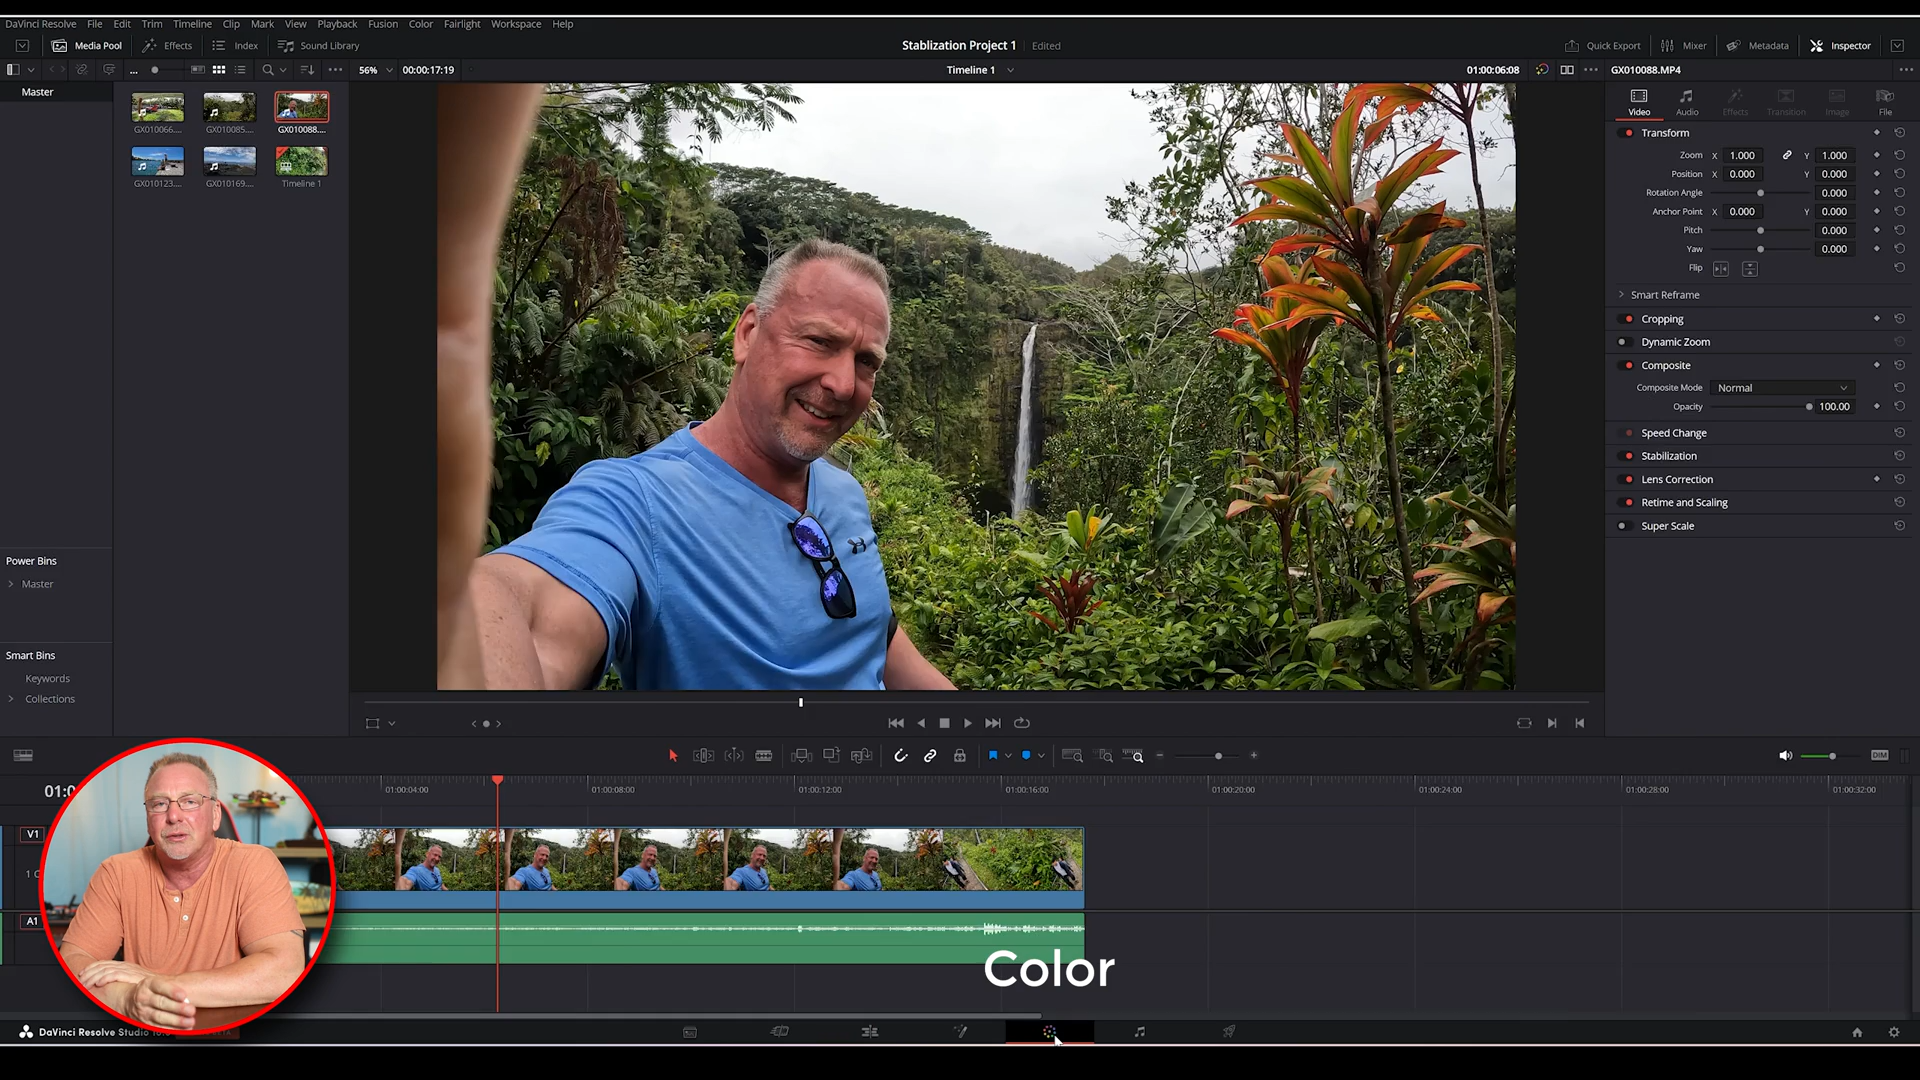 DaVinci Resolve File Edit Trim Timeline Clip Mark View Playback Fusion Color Fairlight Workspace Help
Media Pool Effects Index Sound Library Stablization Project 1 Edited Quick Export Mixer Metadata Inspector
... 56% 00:00:17:19 Timeline 1 01:00:06:08 GX010088.MP4
Master
Video Audio Effects Transition Image File
GX010066.... GX010085.... GX010088....
GX010123.... GX010169.... Timeline 1
Transform
Zoom X 1.000 Y 1.000
Position X 0.000 Y 0.000
Rotation Angle 0.000
Anchor Point X 0.000 Y 0.000
Pitch 0.000
Yaw 0.000
Flip
Smart Reframe
Cropping
Dynamic Zoom
Composite
Composite Mode Normal
Opacity 100.00
Speed Change
Stabilization
Lens Correction
Retime and Scaling
Super Scale
Power Bins
Master
Smart Bins
Keywords
Collections
DIM
01:00:04:00 01:00:08:00 01:00:12:00 01:00:16:00 01:00:20:00 01:00:24:00 01:00:28:00 01:00:32:00
V1
1 C
A1
Color
DaVinci Resolve Studio